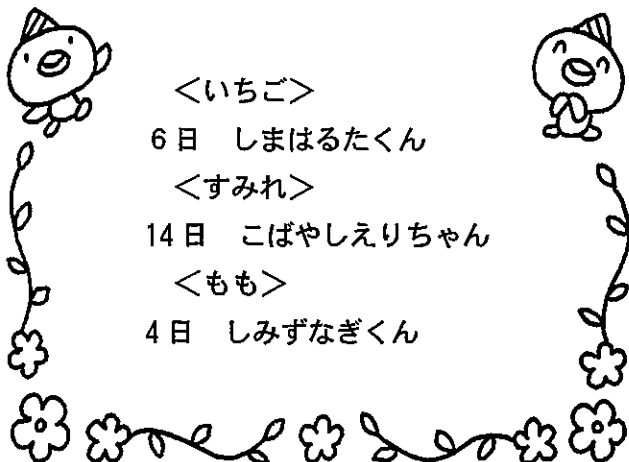 ＜いちご＞
6日　しまはるたくん
＜すみれ＞
14日　こばやしえりちゃん
＜もも＞
4日　しみずなぎくん